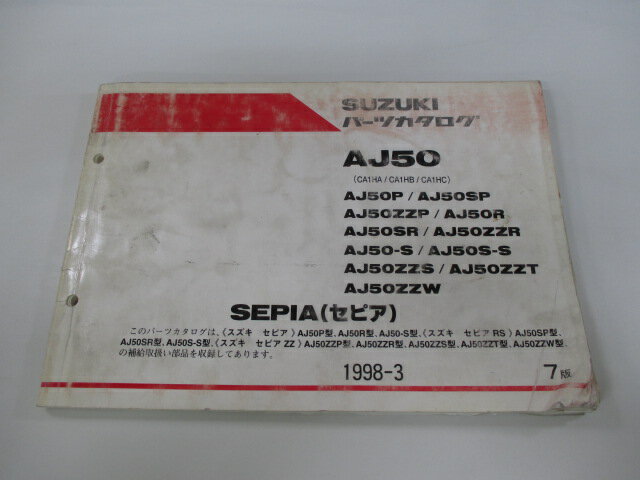 SUZUKI
パーツカタログ
AJ50
(CA1HA / CA1HB / CA1HC)
AJ50P / AJ50SP
AJ50ZZP / AJ50R
AJ50SR / AJ50ZZR
AJ50-S / AJ50S-S
AJ50ZZS / AJ50ZZT
AJ50ZZW
SEPIA(セピア)
このパーツカタログは、〈スズキ セピア〉AJ50P型、AJ50R型、AJ50-S型、〈スズキ セピアRS〉AJ50SP型、
AJ50SR型、AJ50S-S型、〈スズキ セピアZZ〉AJ50ZZP型、AJ50ZZR型、AJ50ZZS型、AJ50ZZT型、AJ50ZZW型、
の補給取扱い部品を収録してあります。
1998-3 7版